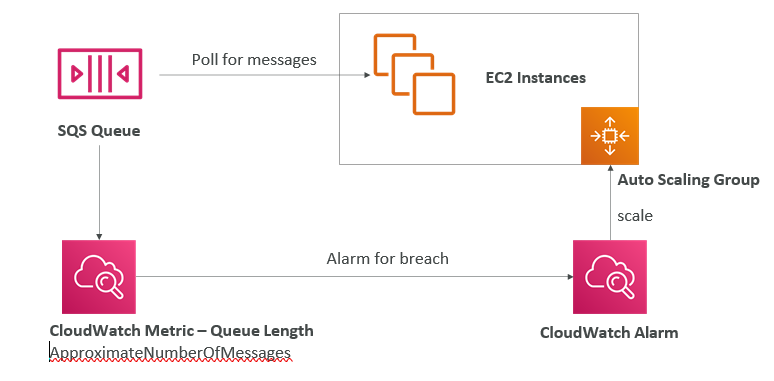 Poll for messages
EC2 Instances
SQS Queue
Auto Scaling Group
scale
Alarm for breach
CloudWatch Metric – Queue Length
ApproximateNumberOfMessages
CloudWatch Alarm